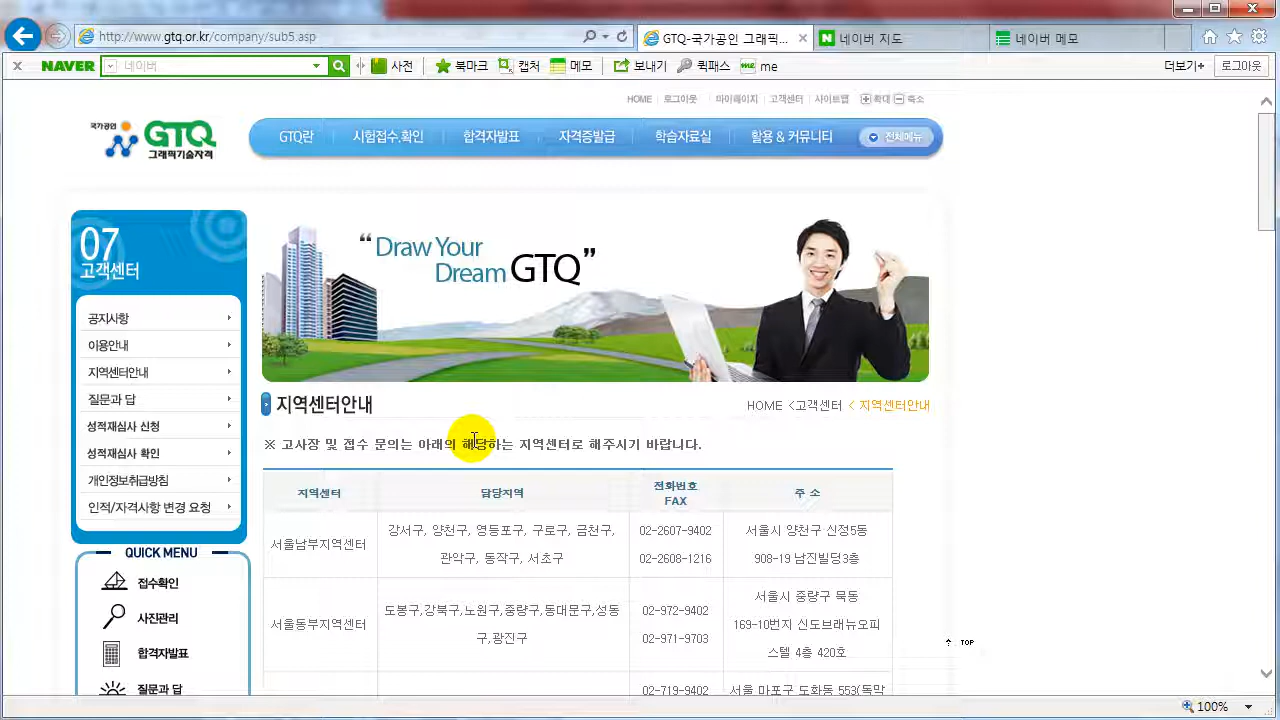 http://www.gtq.or.kr/company/sub5.asp
GTQ-국가공인 그래픽...
네이버 지도
네이버 메모
NAVER
네이버
사전
북마크
캡처
메모
보내기
퀵패스
me
더보기+
로그아웃
HOME
로그아웃
마이페이지
고객센터
사이트맵
확대
축소
국가공인
GTQ
그래픽기술자격
GTQ란
시험접수.확인
합격자발표
자격증발급
학습자료실
활용 & 커뮤니티
전체메뉴
07
고객센터
공지사항
이용안내
지역센터안내
질문과 답
성적재심사 신청
성적재심사 확인
개인정보취급방침
인적/자격사항 변경 요청
QUICK MENU
접수확인
사진관리
합격자발표
질문과 답
“ Draw Your
Dream GTQ ”
지역센터안내
HOME <고객센터 < 지역센터안내
※ 고사장 및 접수 문의는 아래의 해당하는 지역센터로 해주시기 바랍니다.
지역센터
담당지역
전화번호
FAX
주 소
서울남부지역센터
강서구, 양천구, 영등포구, 구로구, 금천구,
관악구, 동작구, 서초구
02-2607-9402
02-2608-1216
서울시 양천구 신정5동
908-19 남진빌딩3층
서울동부지역센터
도봉구,강북구,노원구,중랑구,동대문구,성동
구,광진구
02-972-9402
02-971-9703
서울시 중랑구 묵동
169-10번지 신도브래뉴오피
스텔 4층 420호
02-719-9402
서울 마포구 도화동 553(독막
TOP
100%